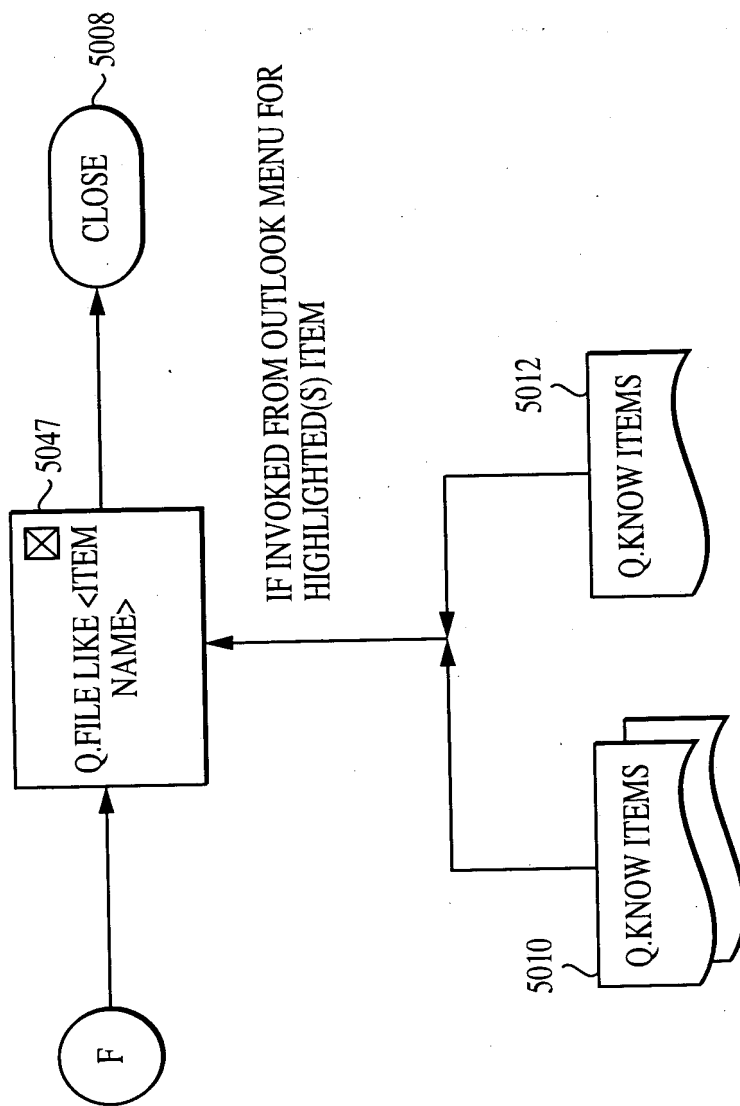 F
Q.FILE LIKE <ITEM
NAME>
5047
CLOSE
5008
IF INVOKED FROM OUTLOOK MENU FOR
HIGHLIGHTED(S) ITEM
5010
Q.KNOW ITEMS
5012
Q.KNOW ITEMS